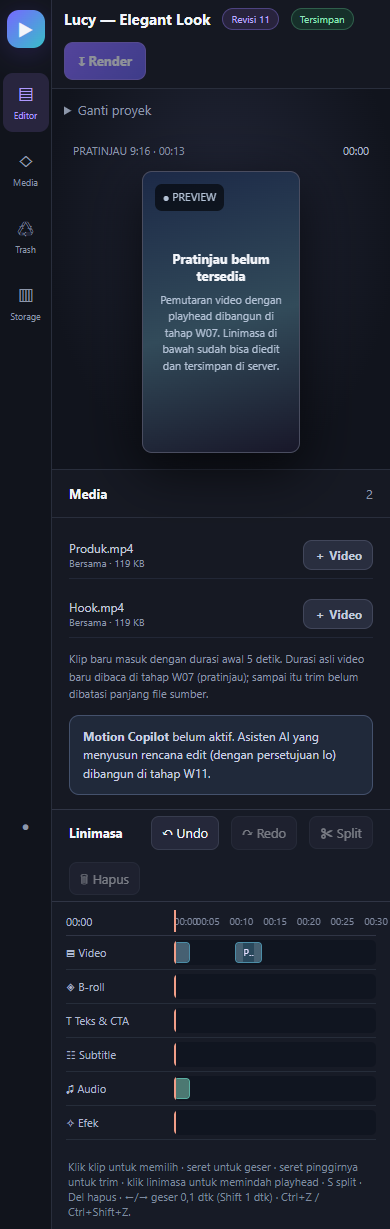 Lucy — Elegant Look
Revisi 11
Tersimpan
↧ Render
Editor
Media
Trash
Storage
▶ Ganti proyek
PRATINJAU 9:16 · 00:13
00:00
● PREVIEW
Pratinjau belum
tersedia
Pemutaran video dengan
playhead dibangun di
tahap W07. Linimasa di
bawah sudah bisa diedit
dan tersimpan di server.
Media
2
Produk.mp4
Bersama · 119 KB
+ Video
Hook.mp4
Bersama · 119 KB
+ Video
Klip baru masuk dengan durasi awal 5 detik. Durasi asli video
baru dibaca di tahap W07 (pratinjau); sampai itu trim belum
dibatasi panjang file sumber.
Motion Copilot belum aktif. Asisten AI yang
menyusun rencana edit (dengan persetujuan lo)
dibangun di tahap W11.
Linimasa
↶ Undo
↷ Redo
✂ Split
🗑 Hapus
00:00
00:00 00:05 00:10 00:15 00:20 00:25 00:30
▤ Video
P...
◈ B-roll
T Teks & CTA
☷ Subtitle
♫ Audio
✧ Efek
Klik klip untuk memilih · seret untuk geser · seret pinggirnya
untuk trim · klik linimasa untuk memindah playhead · S split ·
Del hapus · ←/→ geser 0,1 dtk (Shift 1 dtk) · Ctrl+Z /
Ctrl+Shift+Z.